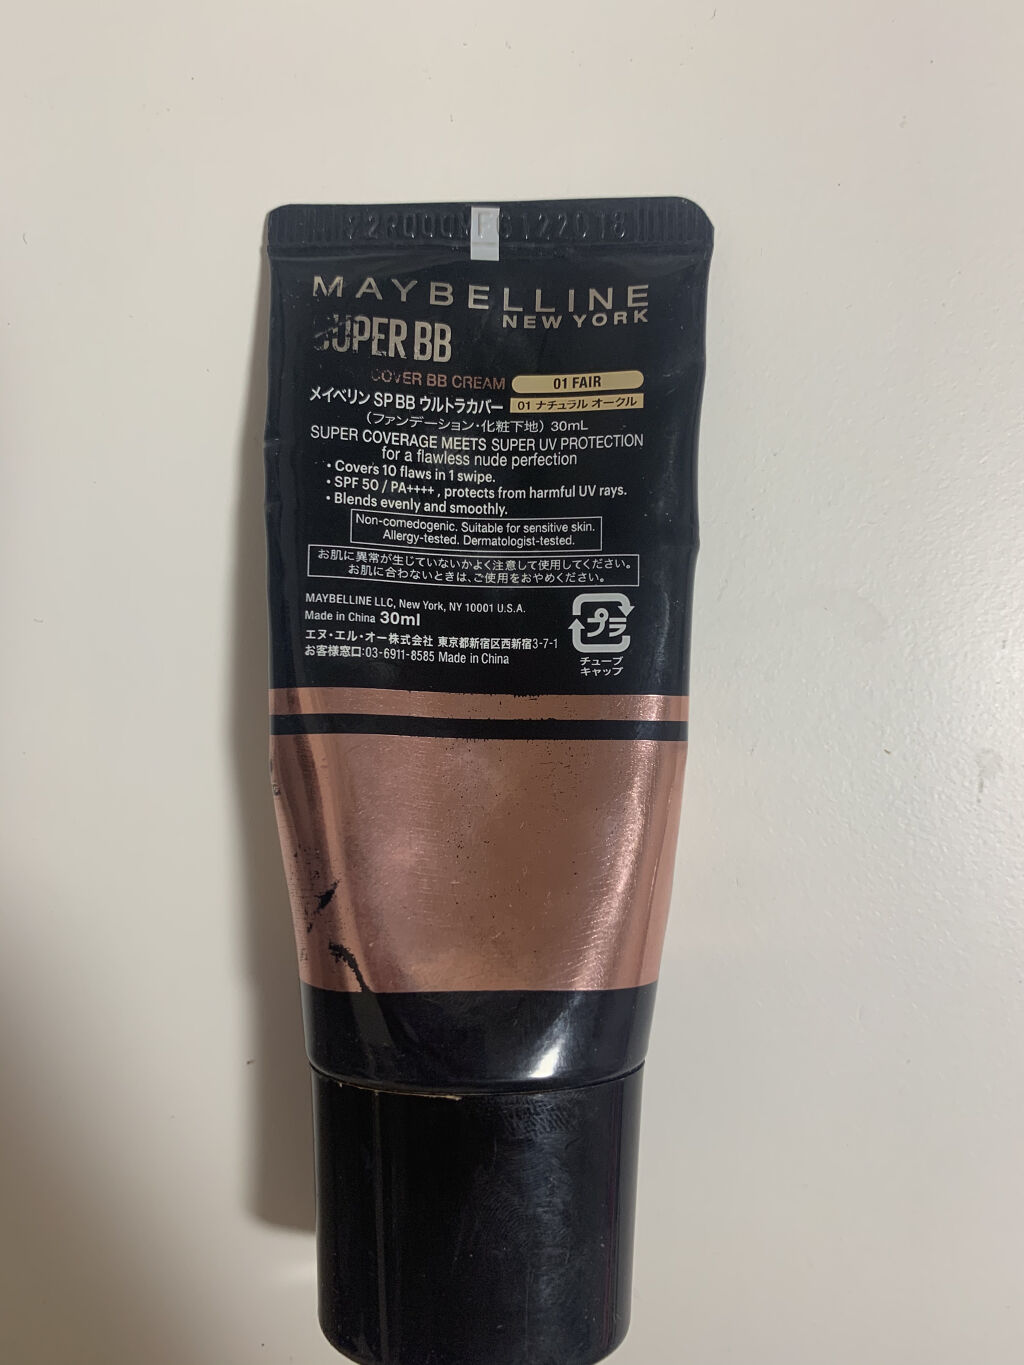 122018
MAYBELLINE
NEW YORK
SUPER BB
COVER BB CREAM 01 FAIR
メイベリン SP BB ウルトラカバー 01 ナチュラル オークル
（ファンデーション・化粧下地）30mL
SUPER COVERAGE MEETS SUPER UV PROTECTION
for a flawless nude perfection
• Covers 10 flaws in 1 swipe.
• SPF 50 / PA++++ , protects from harmful UV rays.
• Blends evenly and smoothly.
Non-comedogenic. Suitable for sensitive skin.
Allergy-tested. Dermatologist-tested.
お肌に異常が生じていないかよく注意して使用してください。
お肌に合わないときは、ご使用をおやめください。
MAYBELLINE LLC, New York, NY 10001 U.S.A.
Made in China 30ml
エヌ・エル・オー株式会社 東京都新宿区西新宿3-7-1
お客様窓口:03-6911-8585 Made in China
プラ
チューブ
キャップ